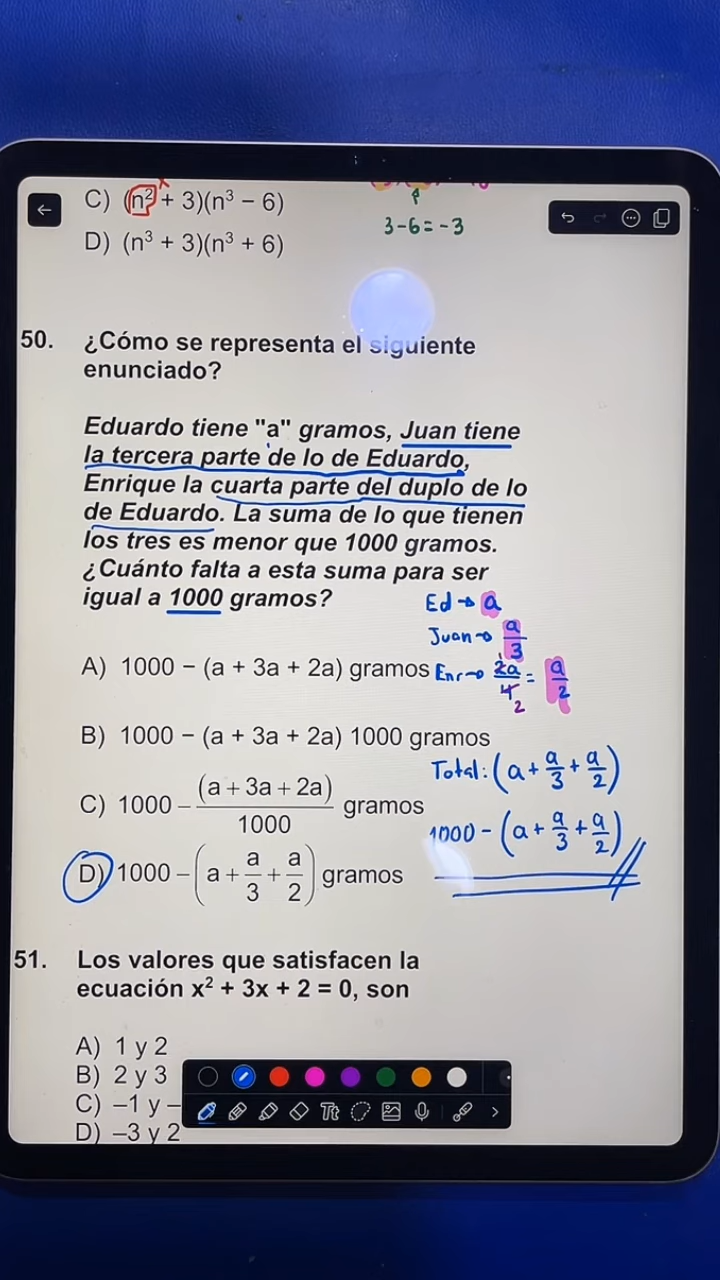 C) (n² + 3)(n³ − 6)
3-6=-3
D) (n³ + 3)(n³ + 6)
50. ¿Cómo se representa el siguiente
enunciado?
Eduardo tiene "a" gramos, Juan tiene
la tercera parte de lo de Eduardo,
Enrique la cuarta parte del duplo de lo
de Eduardo. La suma de lo que tienen
los tres es menor que 1000 gramos.
¿Cuánto falta a esta suma para ser
igual a 1000 gramos?
Ed → a
Juan → a/3
Enr → 2a/4 = a/2
A) 1000 − (a + 3a + 2a) gramos
B) 1000 − (a + 3a + 2a) 1000 gramos
Total: (a + a/3 + a/2)
C) 1000 − (a + 3a + 2a)/1000 gramos
1000 - (a + a/3 + a/2)
D) 1000 − (a + a/3 + a/2) gramos
51. Los valores que satisfacen la
ecuación x² + 3x + 2 = 0, son
A) 1 y 2
B) 2 y 3
C) −1 y −
D) −3 y 2
Tt